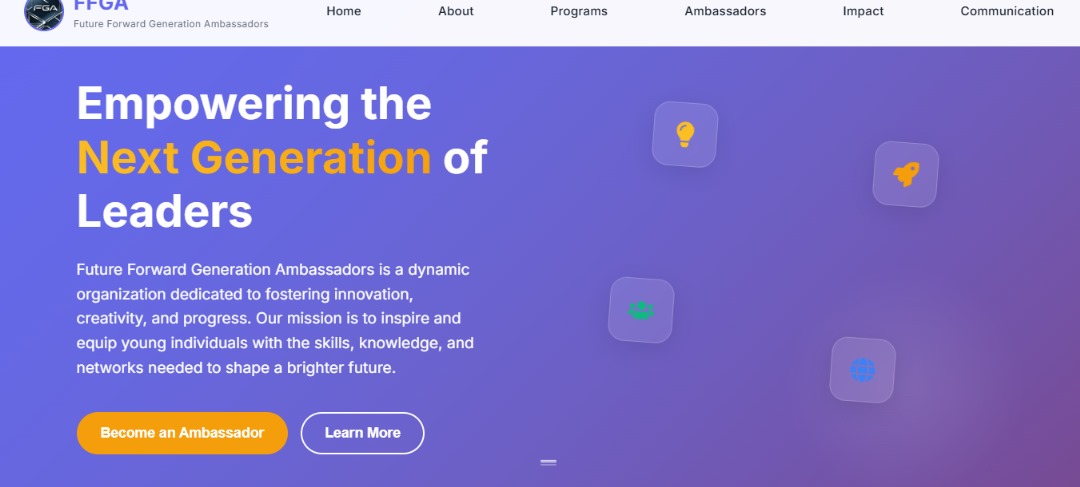 FFGA
FGA
Future Forward Generation Ambassadors
Home
About
Programs
Ambassadors
Impact
Communication
Empowering the
Next Generation of
Leaders
Future Forward Generation Ambassadors is a dynamic
organization dedicated to fostering innovation,
creativity, and progress. Our mission is to inspire and
equip young individuals with the skills, knowledge, and
networks needed to shape a brighter future.
Become an Ambassador
Learn More